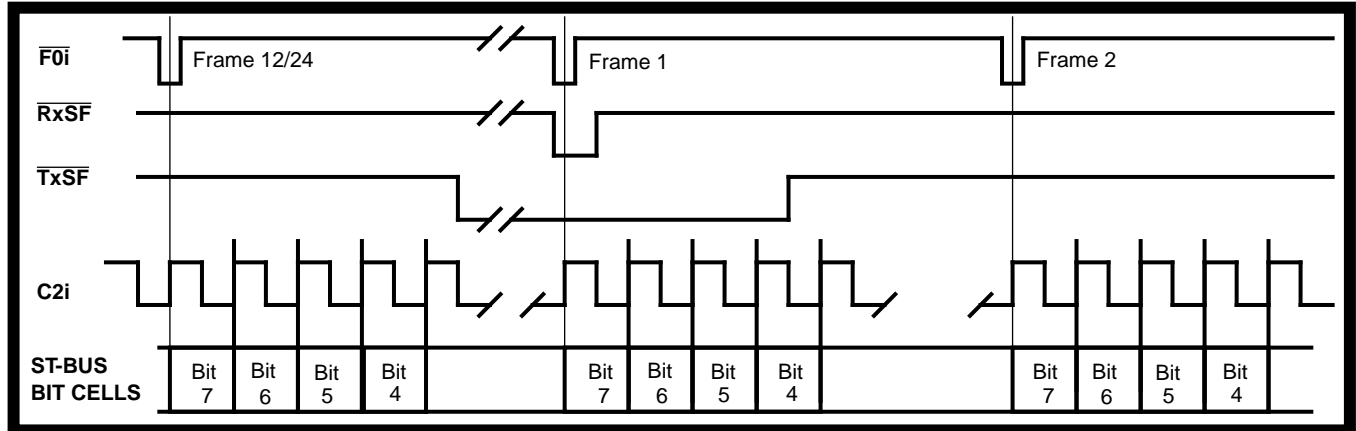 F0i
Frame 12/24
Frame 1
Frame 2
RxSF
TxSF
C2i
ST-BUS
BIT CELLS
Bit 7
Bit 6
Bit 5
Bit 4
Bit 7
Bit 6
Bit 5
Bit 4
Bit 7
Bit 6
Bit 5
Bit 4